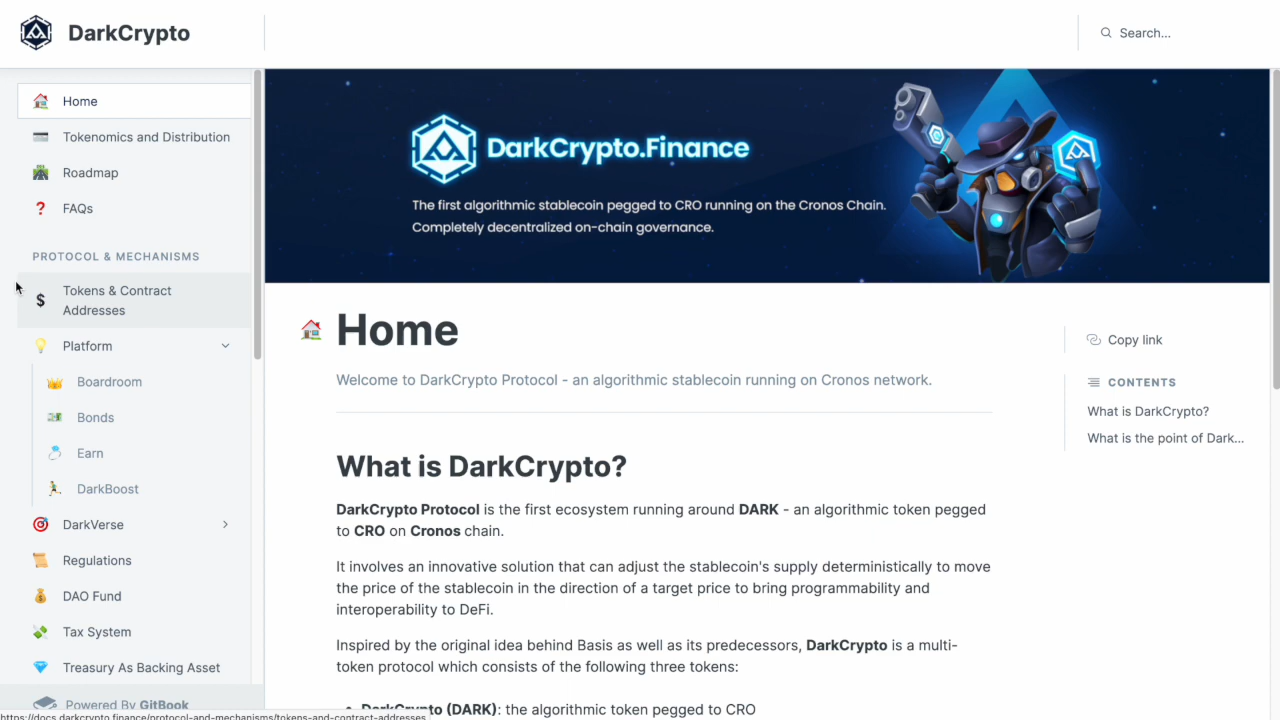 DarkCrypto
Search...
Home
Tokenomics and Distribution
Roadmap
FAQs
PROTOCOL & MECHANISMS
Tokens & Contract
Addresses
Platform
Boardroom
Bonds
Earn
DarkBoost
DarkVerse
Regulations
DAO Fund
Tax System
Treasury As Backing Asset
Powered By GitBook
https://docs.darkcrypto.finance/protocol-and-mechanisms/tokens-and-contract-addresses
DarkCrypto.Finance
The first algorithmic stablecoin pegged to CRO running on the Cronos Chain.
Completely decentralized on-chain governance.
Home
Welcome to DarkCrypto Protocol - an algorithmic stablecoin running on Cronos network.
What is DarkCrypto?
DarkCrypto Protocol is the first ecosystem running around DARK - an algorithmic token pegged
to CRO on Cronos chain.
It involves an innovative solution that can adjust the stablecoin's supply deterministically to move
the price of the stablecoin in the direction of a target price to bring programmability and
interoperability to DeFi.
Inspired by the original idea behind Basis as well as its predecessors, DarkCrypto is a multi-
token protocol which consists of the following three tokens:
• DarkCrypto (DARK): the algorithmic token pegged to CRO
Copy link
CONTENTS
What is DarkCrypto?
What is the point of Dark...